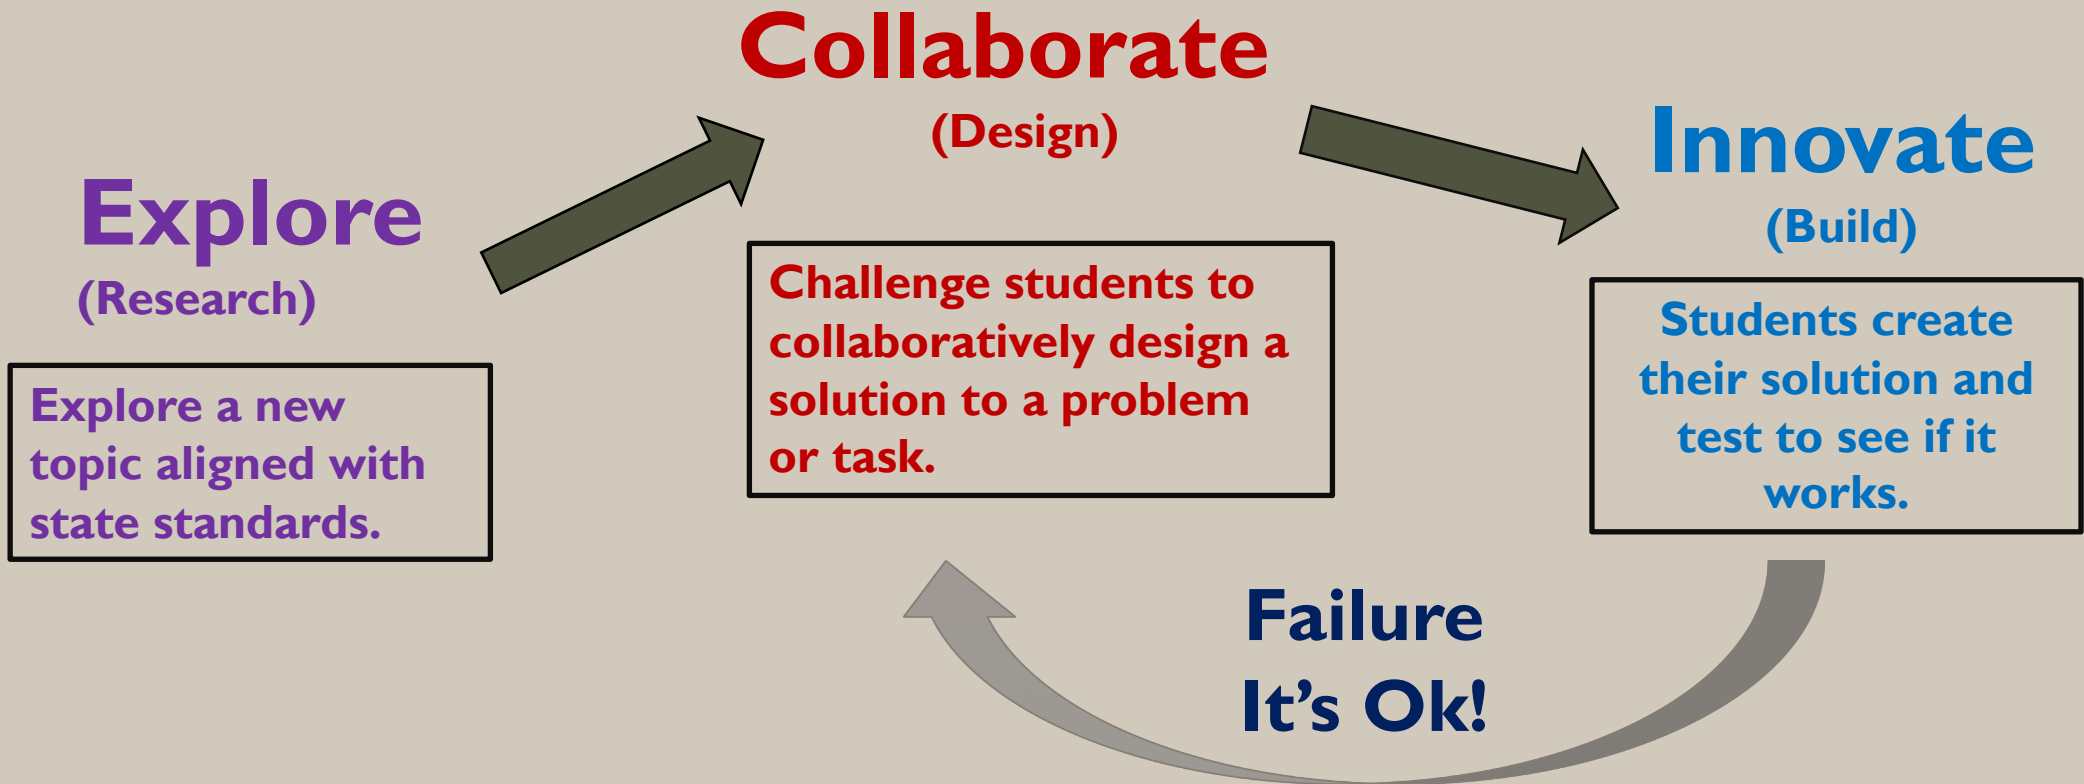 Explore
(Research)
Explore a new
topic aligned with
state standards.
Collaborate
(Design)
Challenge students to
collaboratively design a
solution to a problem
or task.
Innovate
(Build)
Students create
their solution and
test to see if it
works.
Failure
It’s Ok!